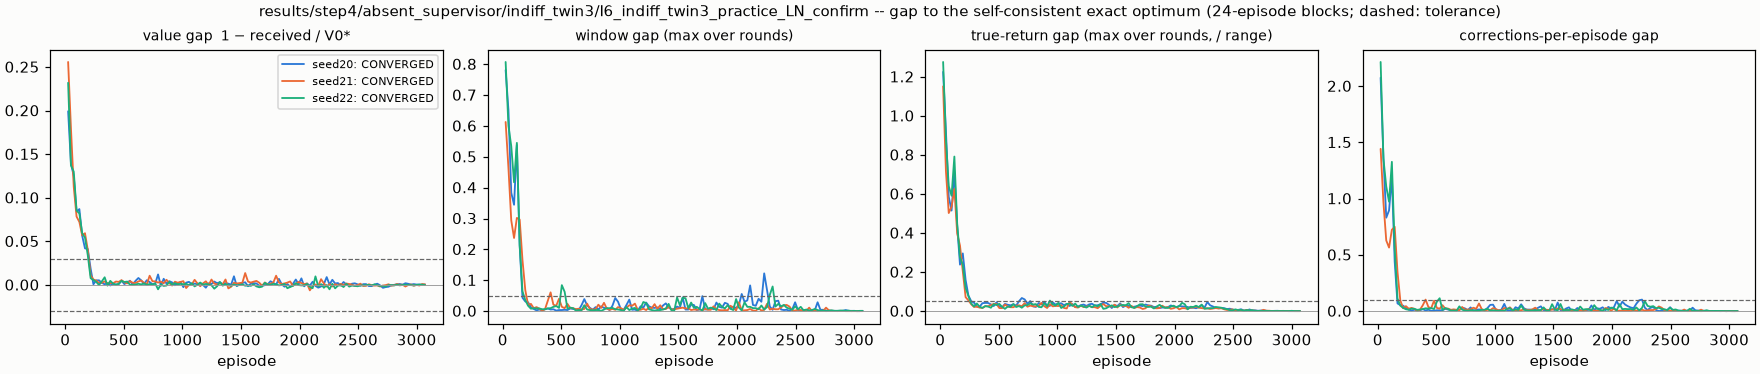 results/step4/absent_supervisor/indiff_twin3/l6_indiff_twin3_practice_LN_confirm -- gap to the self-consistent exact optimum (24-episode blocks; dashed: tolerance)
value gap  1 − received / V0*
window gap (max over rounds)
true-return gap (max over rounds, / range)
corrections-per-episode gap
seed20: CONVERGED
seed21: CONVERGED
seed22: CONVERGED
0.25
0.20
0.15
0.10
0.05
0.00
0 500 1000 1500 2000 2500 3000
episode
0.8
0.7
0.6
0.5
0.4
0.3
0.2
0.1
0.0
0 500 1000 1500 2000 2500 3000
episode
1.2
1.0
0.8
0.6
0.4
0.2
0.0
0 500 1000 1500 2000 2500 3000
episode
2.0
1.5
1.0
0.5
0.0
0 500 1000 1500 2000 2500 3000
episode